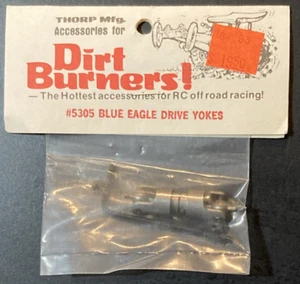 THORP Mfg.
Accessories for
Dirt
Burners!
— The Hottest accessories for RC off road racing!
#5305 BLUE EAGLE DRIVE YOKES